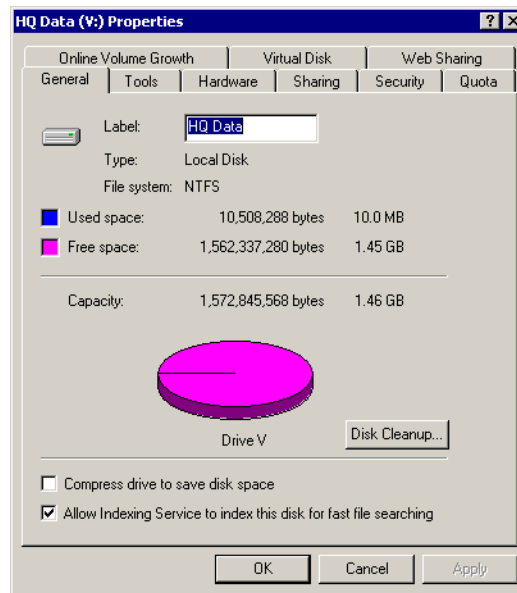 HQ Data (V:) Properties
Online Volume Growth Virtual Disk Web Sharing
General Tools Hardware Sharing Security Quota
Label: HQ Data
Type: Local Disk
File system: NTFS
Used space: 10,508,288 bytes 10.0 MB
Free space: 1,562,337,280 bytes 1.45 GB
Capacity: 1,572,845,568 bytes 1.46 GB
Drive V
Disk Cleanup...
Compress drive to save disk space
Allow Indexing Service to index this disk for fast file searching
OK Cancel Apply